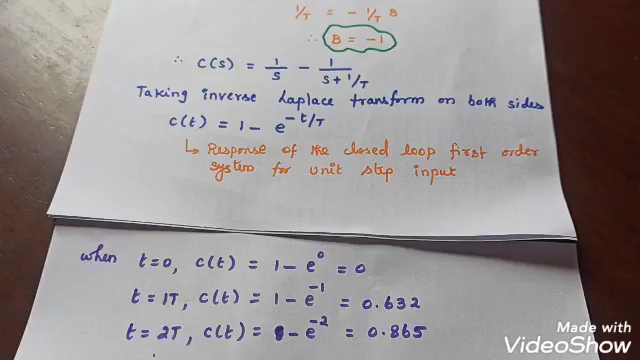 1/T = - 1/T B
∴ B = -1
∴ C(s) = 1/s - 1/(s + 1/T)
Taking inverse Laplace transform on both sides
c(t) = 1 - e^(-t/T)
↳ Response of the closed loop first order
system for unit step input
when t=0, c(t) = 1 - e^0 = 0
t = 1T, c(t) = 1 - e^-1 = 0.632
t = 2T, c(t) = 1 - e^-2 = 0.865
Made with
VideoShow